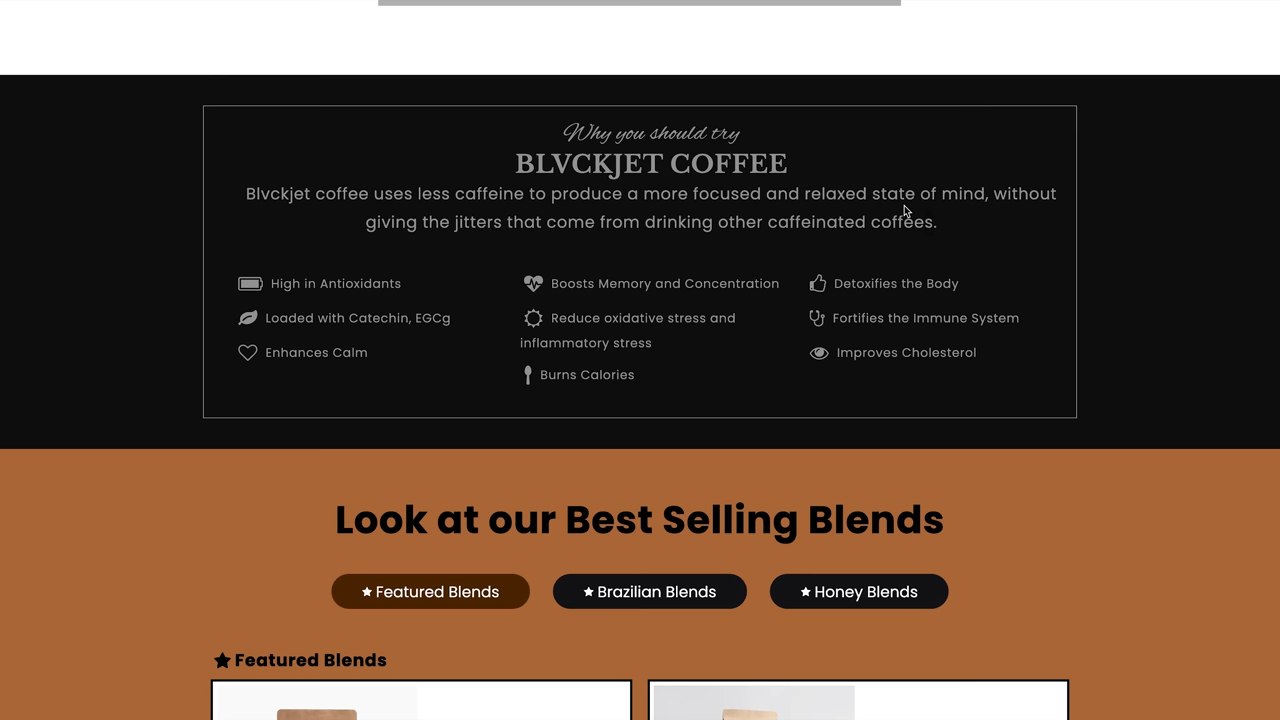 Why you should try
BLVCKJET COFFEE
Blvckjet coffee uses less caffeine to produce a more focused and relaxed state of mind, without
giving the jitters that come from drinking other caffeinated coffees.
High in Antioxidants
Loaded with Catechin, EGCg
Enhances Calm
Boosts Memory and Concentration
Reduce oxidative stress and
inflammatory stress
Burns Calories
Detoxifies the Body
Fortifies the Immune System
Improves Cholesterol
Look at our Best Selling Blends
Featured Blends
Brazilian Blends
Honey Blends
Featured Blends